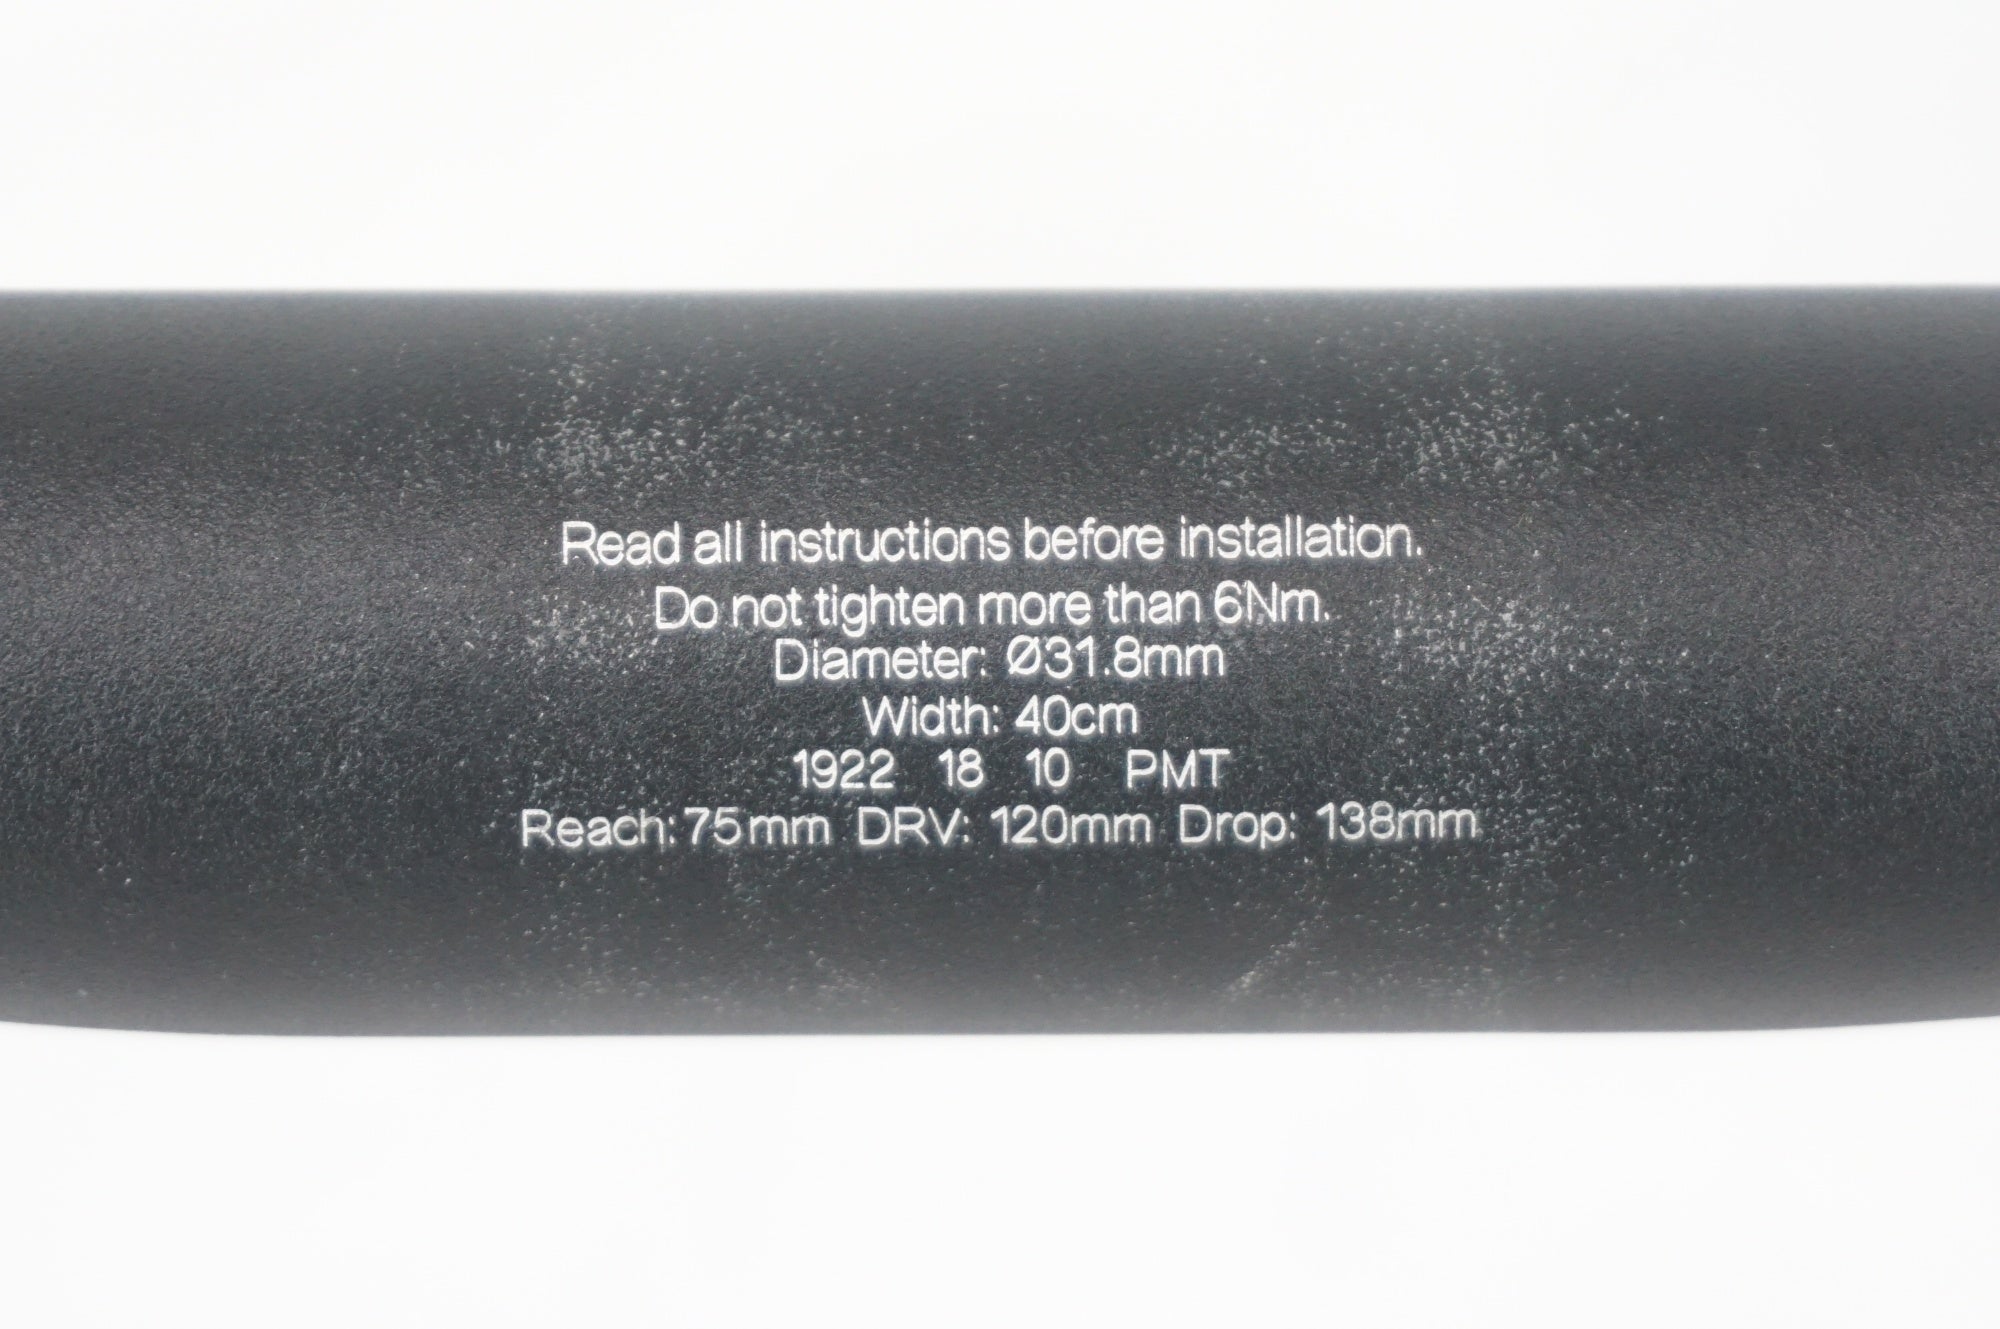 Read all instructions before installation.
Do not tighten more than 6Nm.
Diameter: Ø31.8mm
Width: 40cm
1922 18 10 PMT
Reach: 75mm DRV: 120mm Drop: 138mm